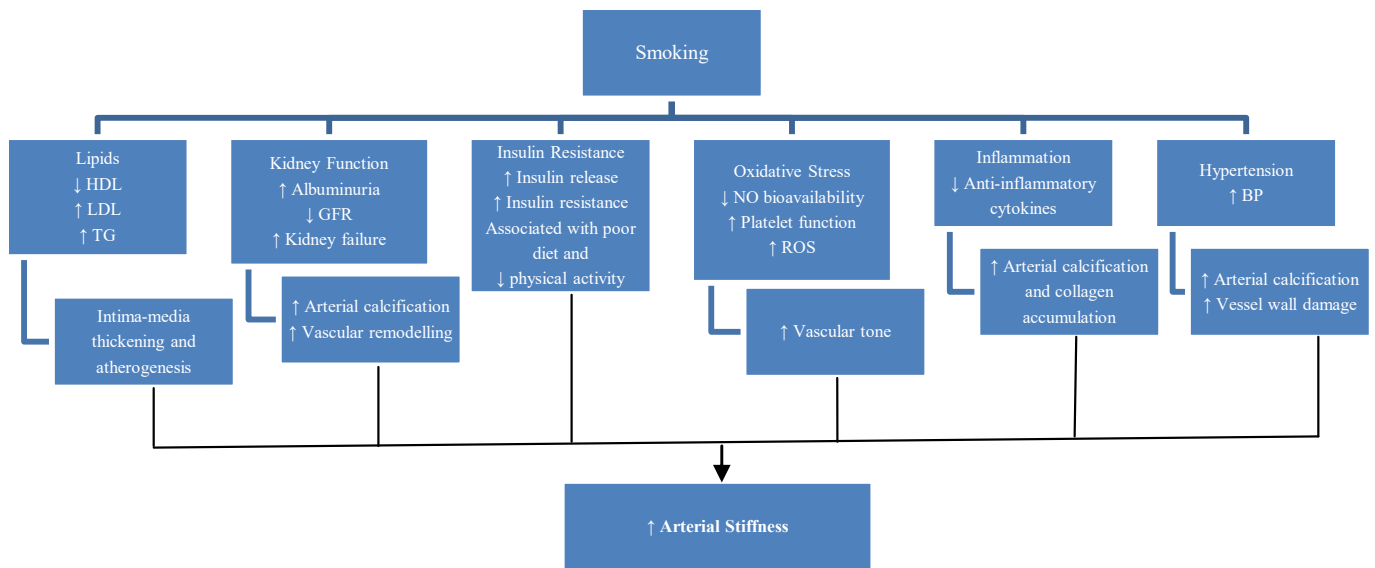 Smoking
Lipids
↓ HDL
↑ LDL
↑ TG
Intima-media
thickening and
atherogenesis
Kidney Function
↑ Albuminuria
↓ GFR
↑ Kidney failure
↑ Arterial calcification
↑ Vascular remodelling
Insulin Resistance
↑ Insulin release
↑ Insulin resistance
Associated with poor
diet and
↓ physical activity
Oxidative Stress
↓ NO bioavailability
↑ Platelet function
↑ ROS
↑ Vascular tone
Inflammation
↓ Anti-inflammatory
cytokines
↑ Arterial calcification
and collagen
accumulation
Hypertension
↑ BP
↑ Arterial calcification
↑ Vessel wall damage
↑ Arterial Stiffness